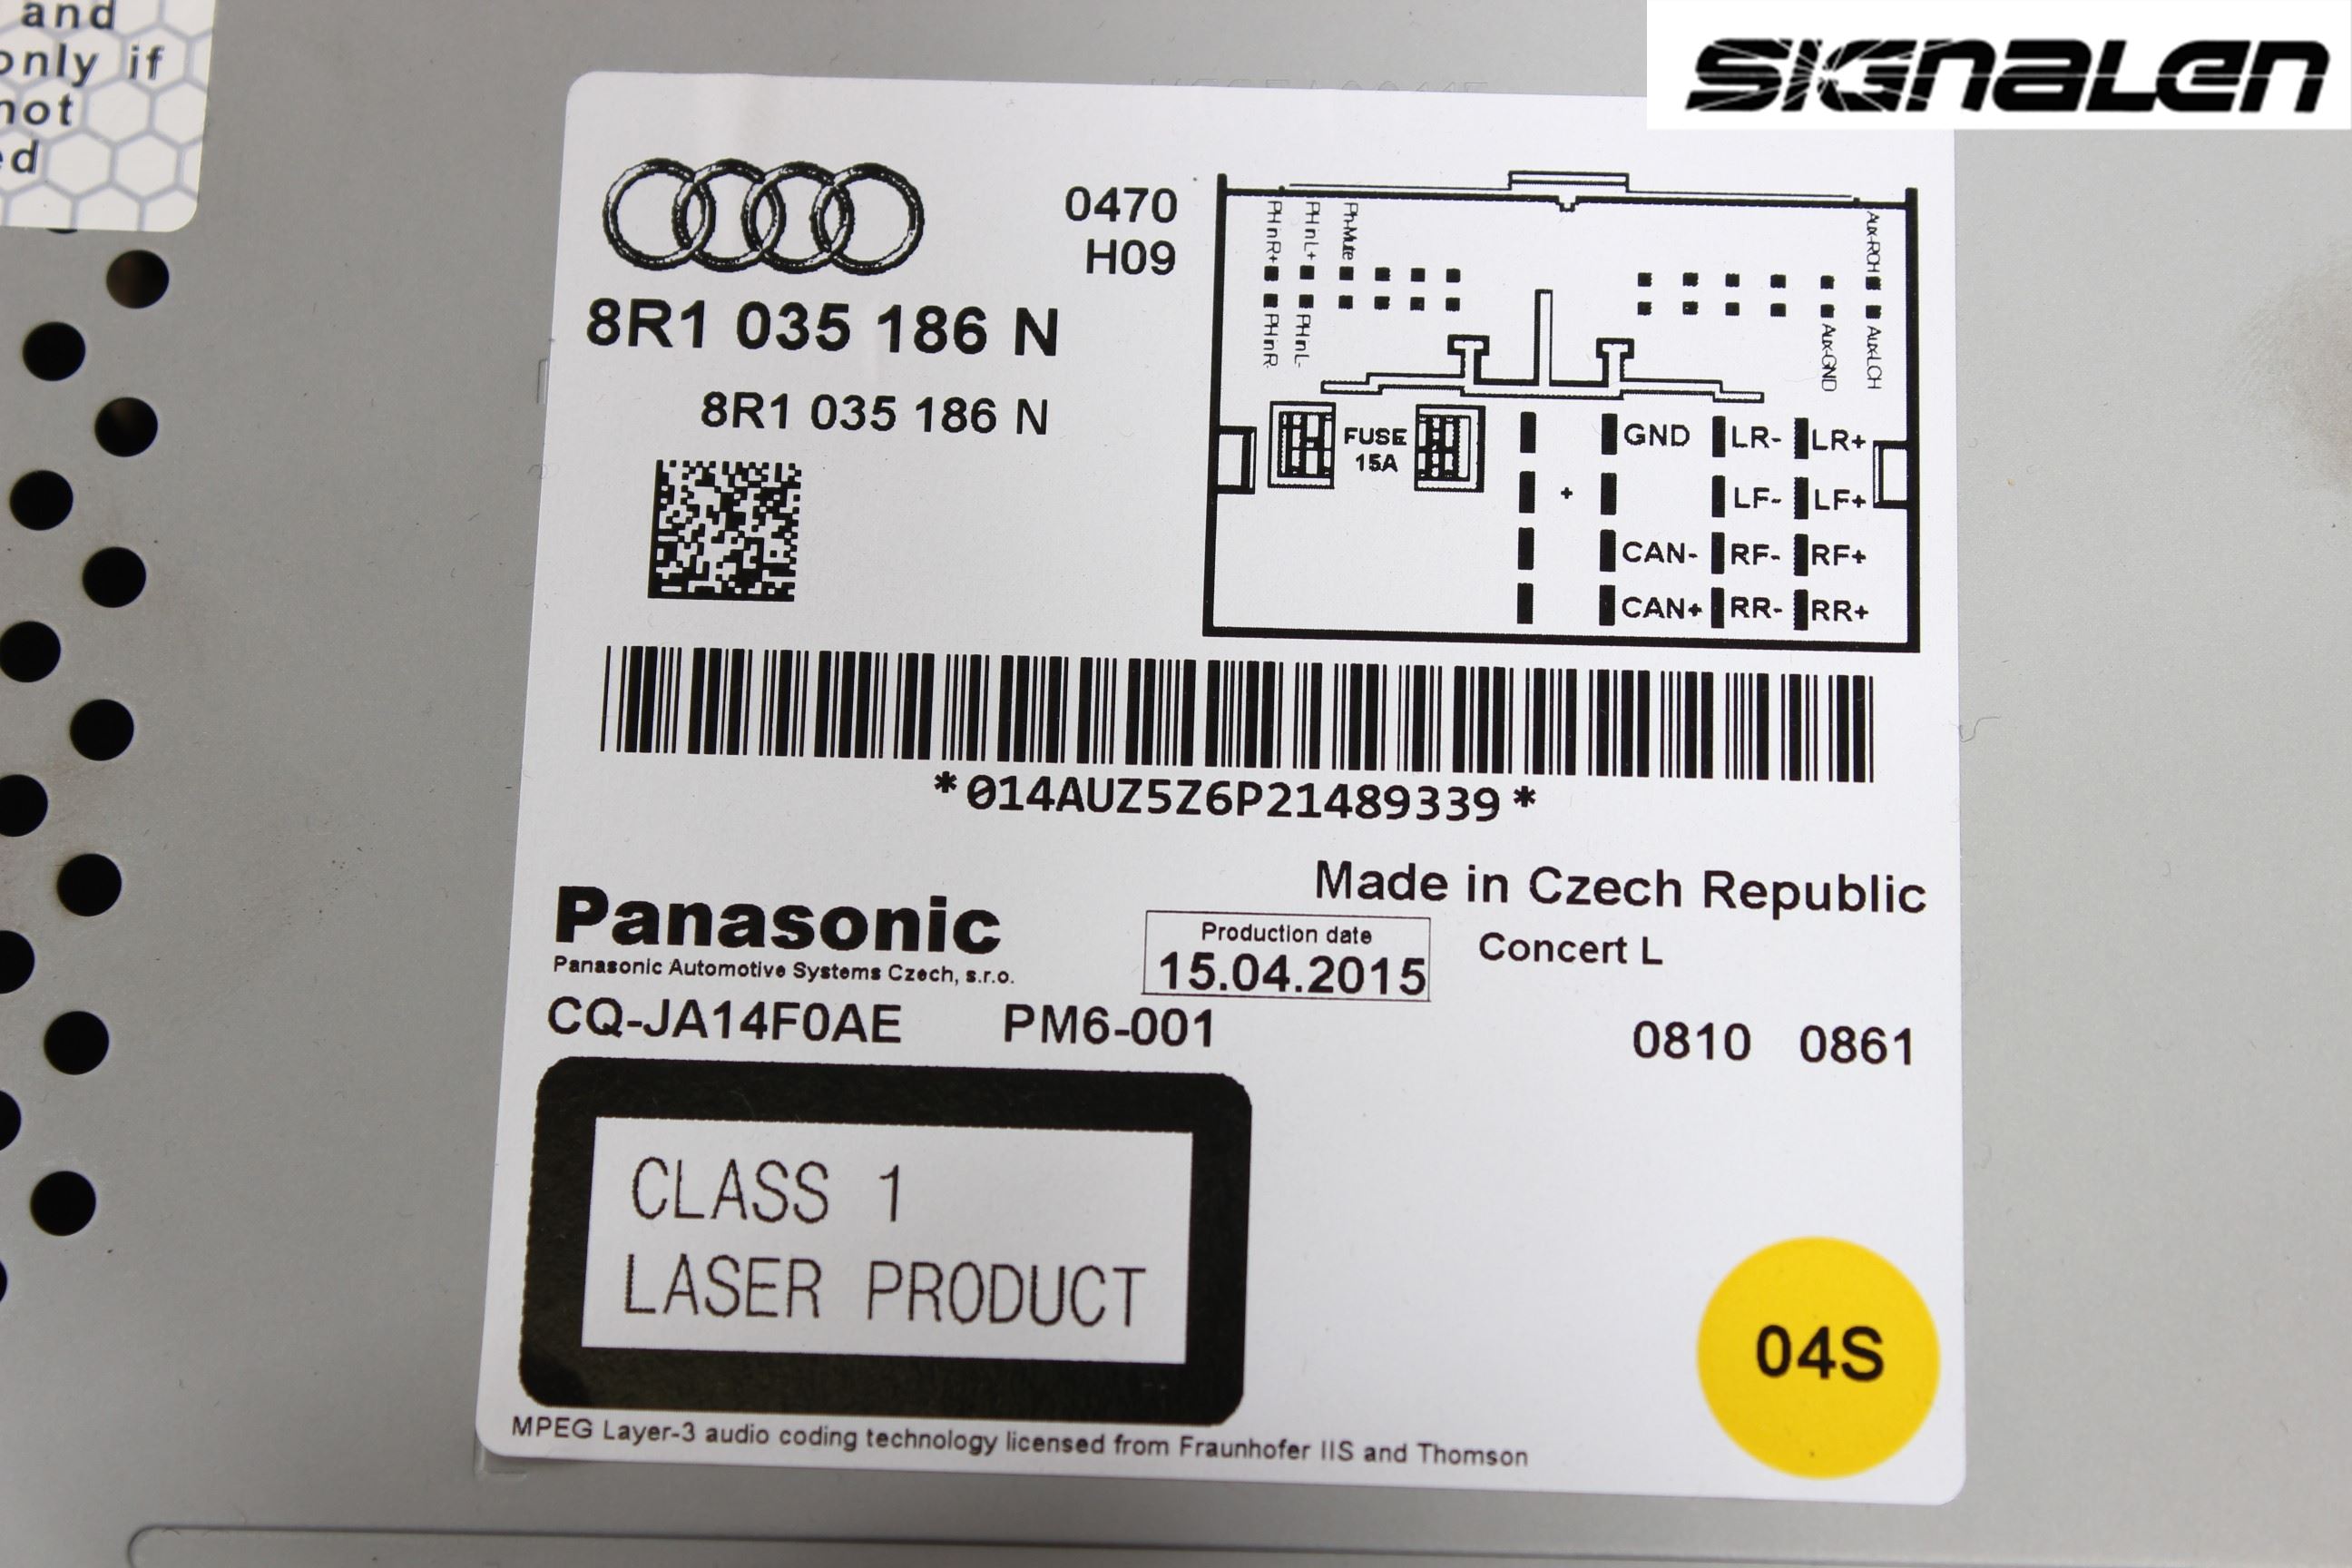 and
only if
not
ed
SIGNALEN
0470
H09
8R1 035 186 N
8R1 035 186 N
PHinR+
PHinL+
Ph-Mute
Aux-RCH
PHinR-
PHinL-
Aux-GND
Aux-LCH
FUSE
15A
GND LR- LR+
+ LF- LF+
CAN- RF- RF+
CAN+ RR- RR+
*014AUZ5Z6P21489339*
Made in Czech Republic
Panasonic
Panasonic Automotive Systems Czech, s.r.o.
Production date
15.04.2015
Concert L
CQ-JA14F0AE PM6-001
0810 0861
CLASS 1
LASER PRODUCT
04S
MPEG Layer-3 audio coding technology licensed from Fraunhofer IIS and Thomson